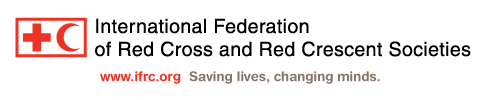 International Federation
of Red Cross and Red Crescent Societies
www.ifrc.org Saving lives, changing minds.